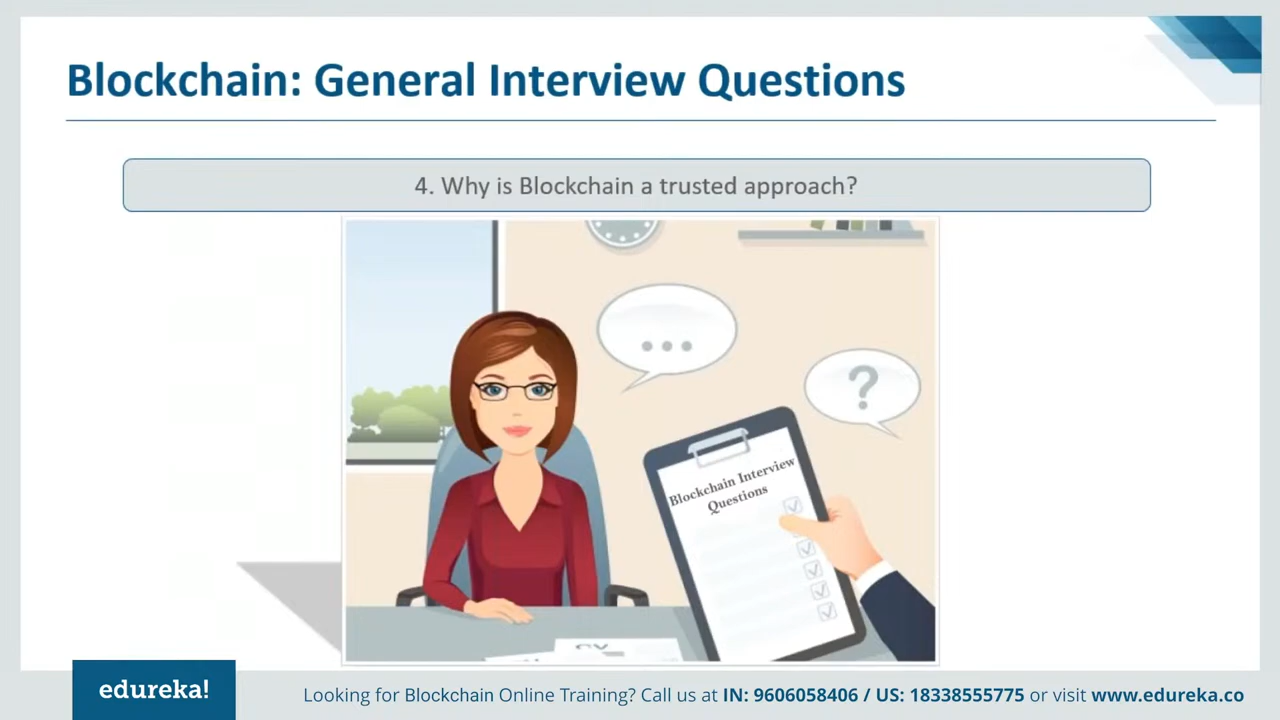 Blockchain: General Interview Questions
4. Why is Blockchain a trusted approach?
?
Blockchain Interview
Questions
edureka!
Looking for Blockchain Online Training? Call us at IN: 9606058406 / US: 18338555775 or visit www.edureka.co